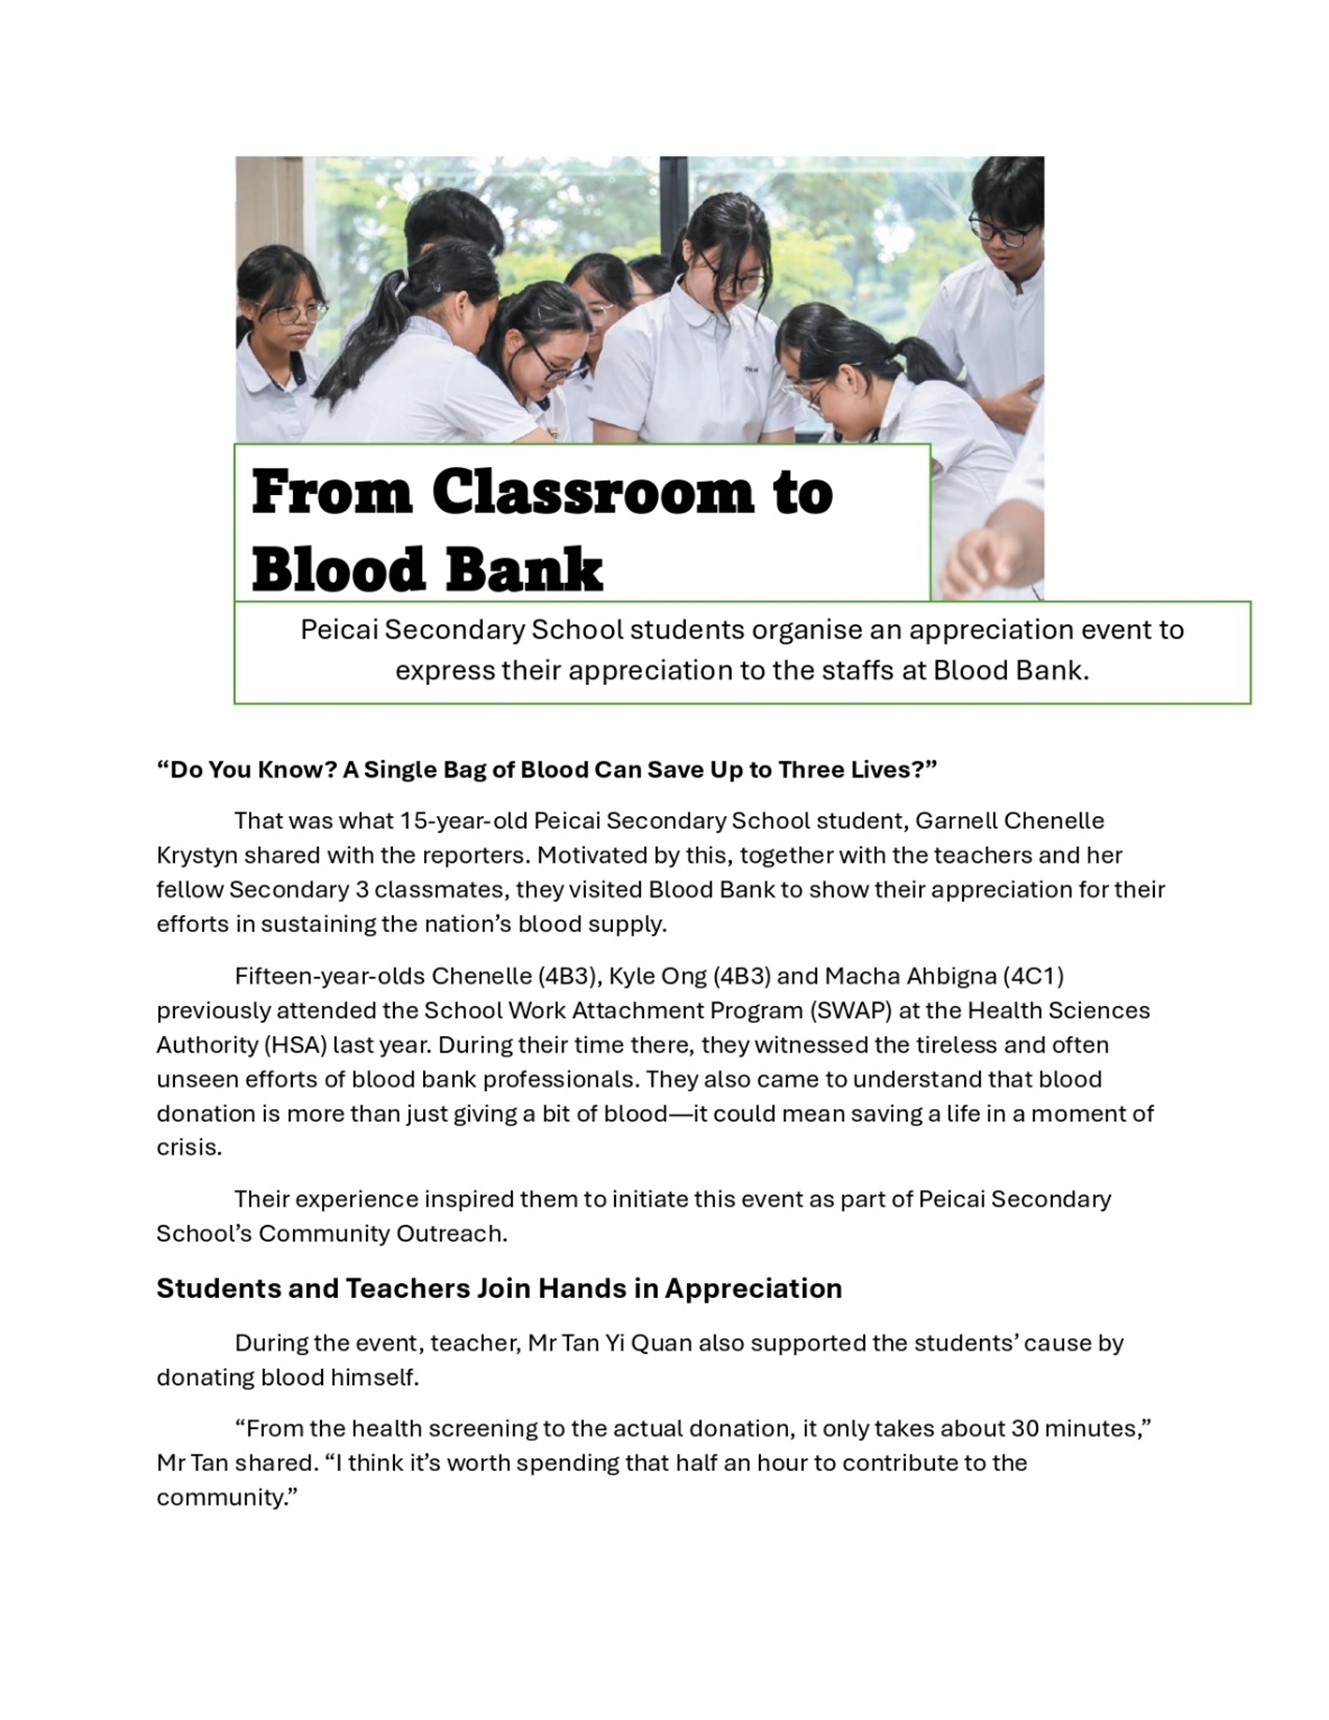 From Classroom to
Blood Bank
Peicai Secondary School students organise an appreciation event to
express their appreciation to the staffs at Blood Bank.
“Do You Know? A Single Bag of Blood Can Save Up to Three Lives?”
That was what 15-year-old Peicai Secondary School student, Garnell Chenelle
Krystyn shared with the reporters. Motivated by this, together with the teachers and her
fellow Secondary 3 classmates, they visited Blood Bank to show their appreciation for their
efforts in sustaining the nation’s blood supply.
Fifteen-year-olds Chenelle (4B3), Kyle Ong (4B3) and Macha Ahbigna (4C1)
previously attended the School Work Attachment Program (SWAP) at the Health Sciences
Authority (HSA) last year. During their time there, they witnessed the tireless and often
unseen efforts of blood bank professionals. They also came to understand that blood
donation is more than just giving a bit of blood—it could mean saving a life in a moment of
crisis.
Their experience inspired them to initiate this event as part of Peicai Secondary
School’s Community Outreach.
Students and Teachers Join Hands in Appreciation
During the event, teacher, Mr Tan Yi Quan also supported the students’ cause by
donating blood himself.
“From the health screening to the actual donation, it only takes about 30 minutes,”
Mr Tan shared. “I think it’s worth spending that half an hour to contribute to the
community.”